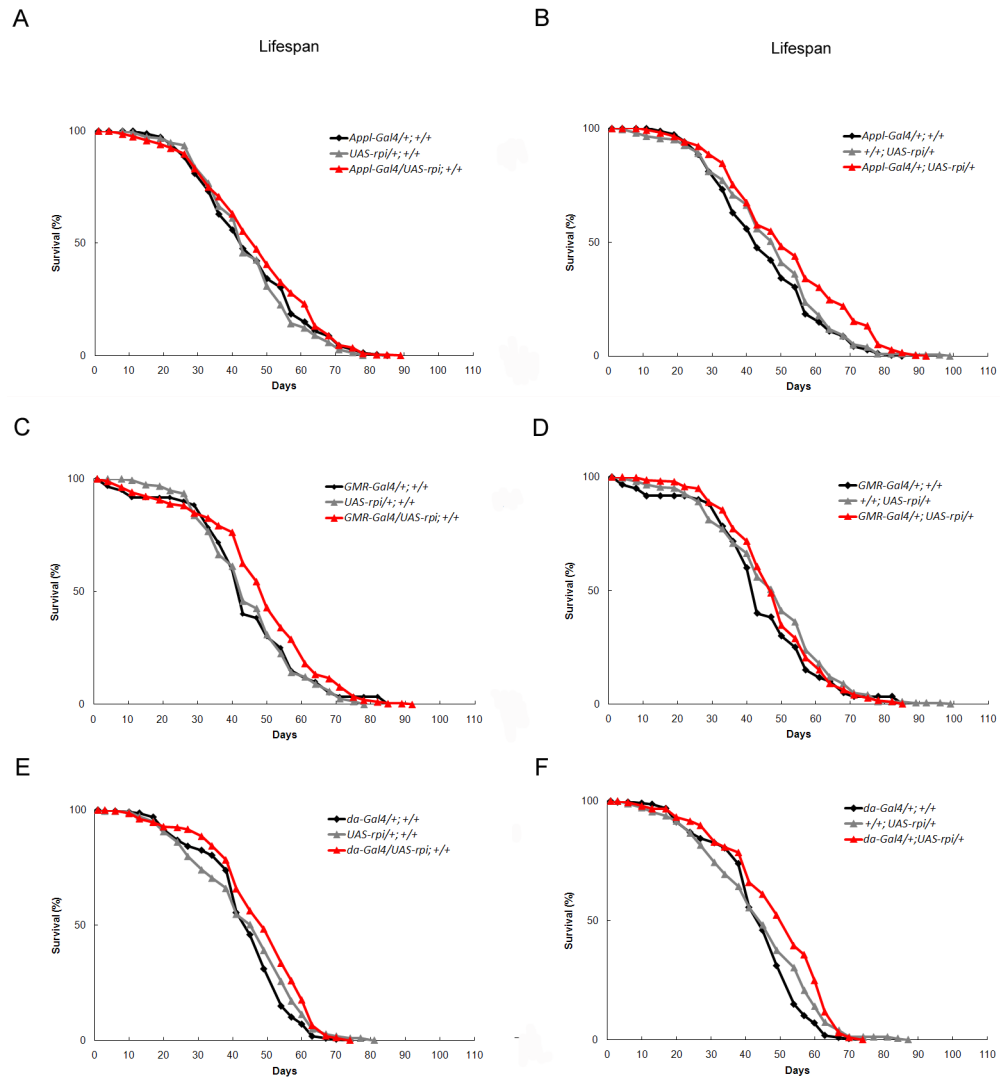 A
Lifespan
Survival (%)
100
50
0
Appl-Gal4/+; +/+
UAS-rpi/+; +/+
Appl-Gal4/UAS-rpi; +/+
0 10 20 30 40 50 60 70 80 90 100 110
Days
B
Lifespan
Survival (%)
100
50
0
Appl-Gal4/+; +/+
+/+; UAS-rpi/+
Appl-Gal4/+; UAS-rpi/+
0 10 20 30 40 50 60 70 80 90 100 110
Days
C
Survival (%)
100
50
0
GMR-Gal4/+; +/+
UAS-rpi/+; +/+
GMR-Gal4/UAS-rpi; +/+
0 10 20 30 40 50 60 70 80 90 100 110
Days
D
Survival (%)
100
50
0
GMR-Gal4/+; +/+
+/+; UAS-rpi/+
GMR-Gal4/+; UAS-rpi/+
0 10 20 30 40 50 60 70 80 90 100 110
Days
E
Survival (%)
100
50
0
da-Gal4/+; +/+
UAS-rpi/+; +/+
da-Gal4/UAS-rpi; +/+
0 10 20 30 40 50 60 70 80 90 100 110
Days
F
Survival (%)
100
50
0
da-Gal4/+; +/+
+/+; UAS-rpi/+
da-Gal4/+; UAS-rpi/+
0 10 20 30 40 50 60 70 80 90 100 110
Days